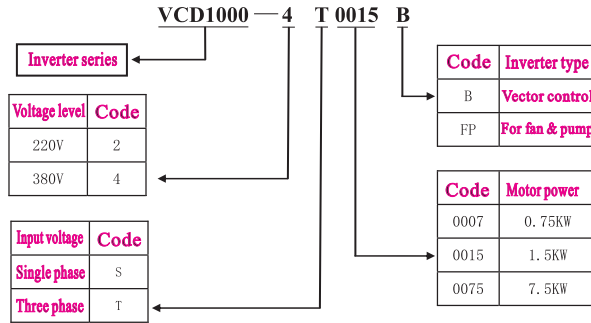 VCD1000—4 T 0015 B
Inverter series
Voltage level Code
220V 2
380V 4
Input voltage Code
Single phase S
Three phase T
Code Inverter type
B Vector control
FP For fan & pump
Code Motor power
0007 0.75KW
0015 1.5KW
0075 7.5KW